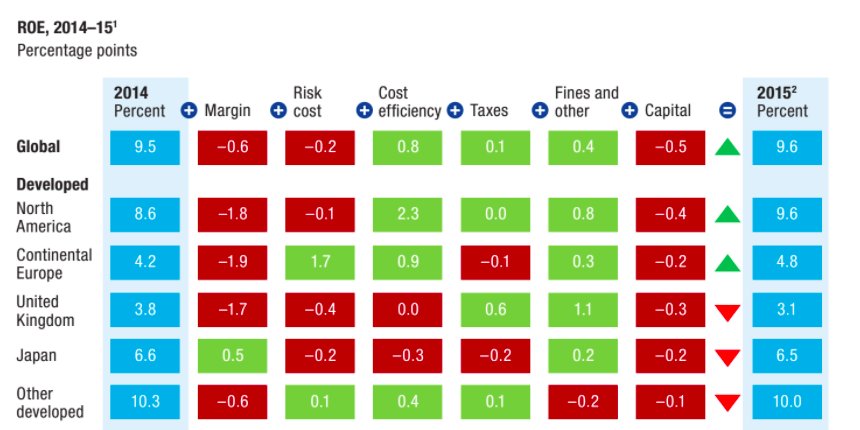 ROE, 2014–15¹
Percentage points
2014 Percent + Margin + Risk cost + Cost efficiency + Taxes + Fines and other + Capital = 2015² Percent
Global 9.5 –0.6 –0.2 0.8 0.1 0.4 –0.5 9.6
Developed
North America 8.6 –1.8 –0.1 2.3 0.0 0.8 –0.4 9.6
Continental Europe 4.2 –1.9 1.7 0.9 –0.1 0.3 –0.2 4.8
United Kingdom 3.8 –1.7 –0.4 0.0 0.6 1.1 –0.3 3.1
Japan 6.6 0.5 –0.2 –0.3 –0.2 0.2 –0.2 6.5
Other developed 10.3 –0.6 0.1 0.4 0.1 –0.2 –0.1 10.0